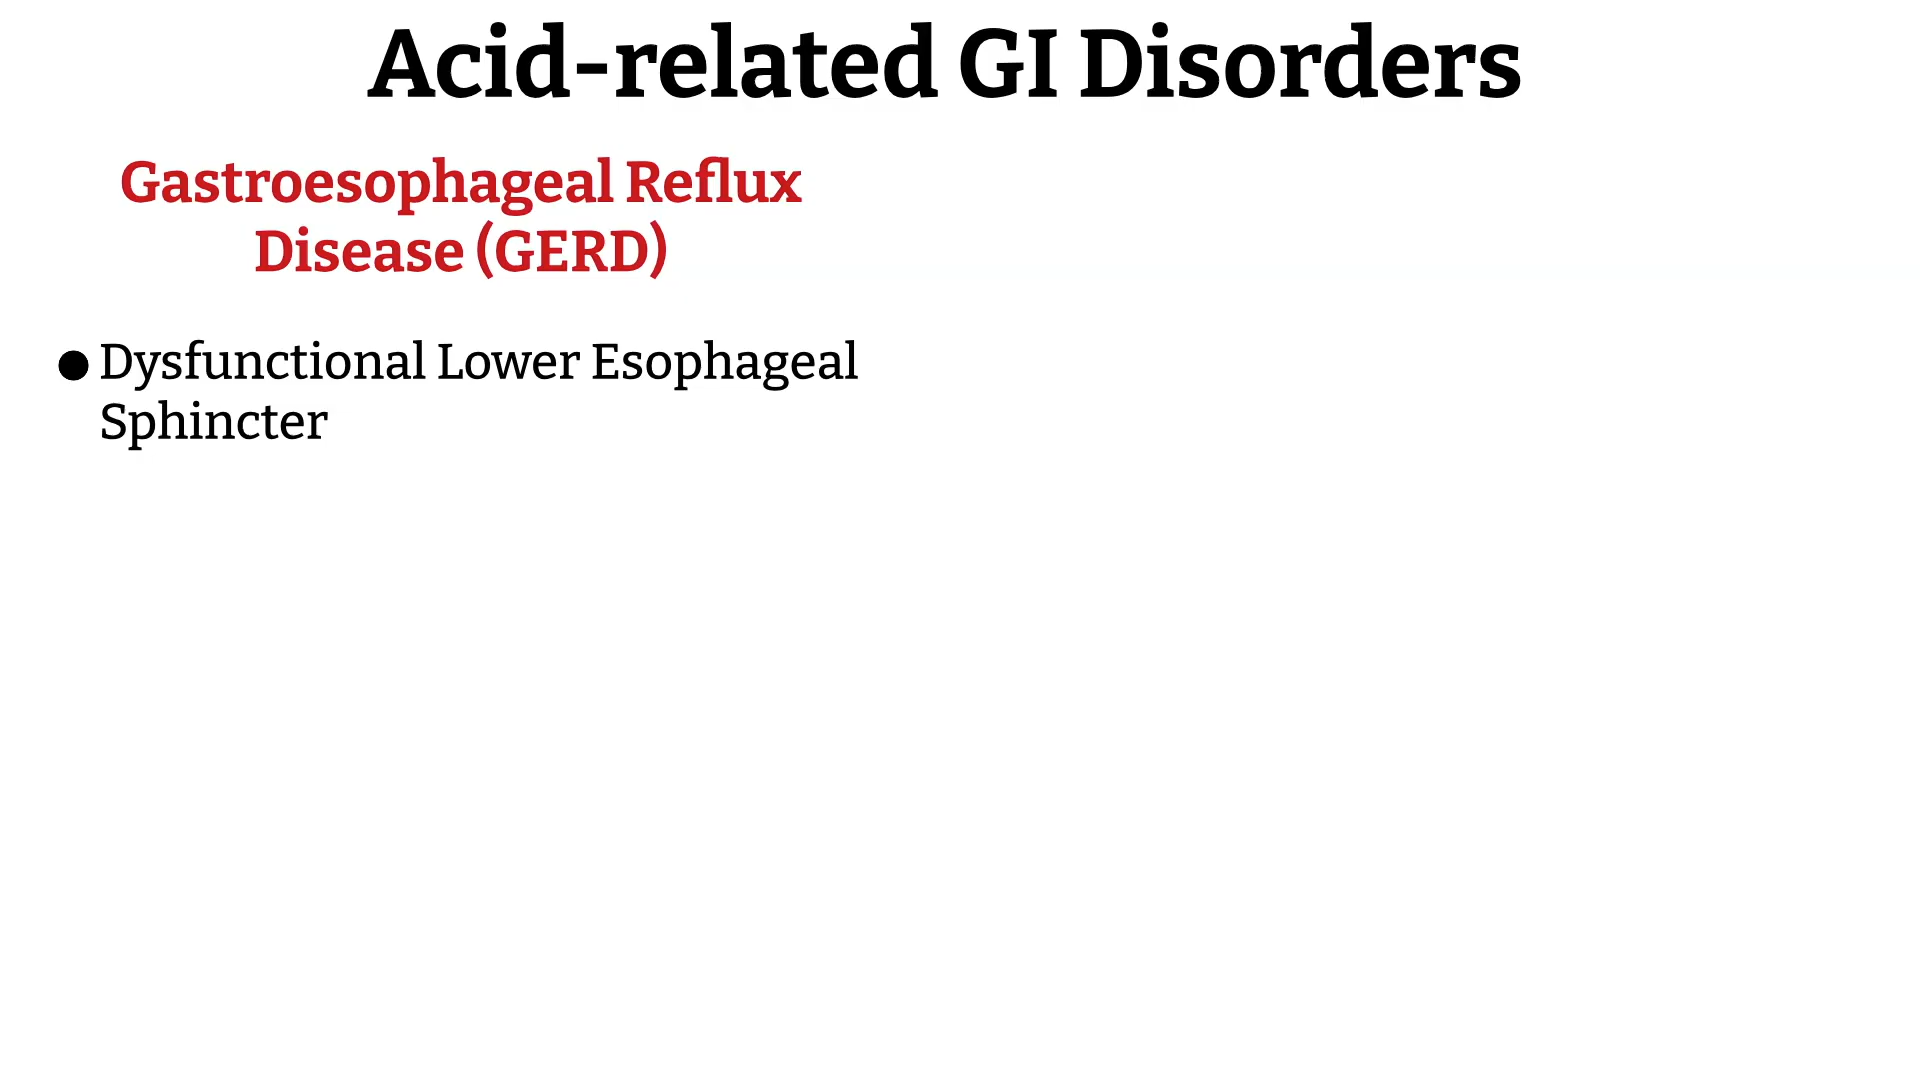 Acid-related GI Disorders
Gastroesophageal Reflux
Disease (GERD)
● Dysfunctional Lower Esophageal
Sphincter